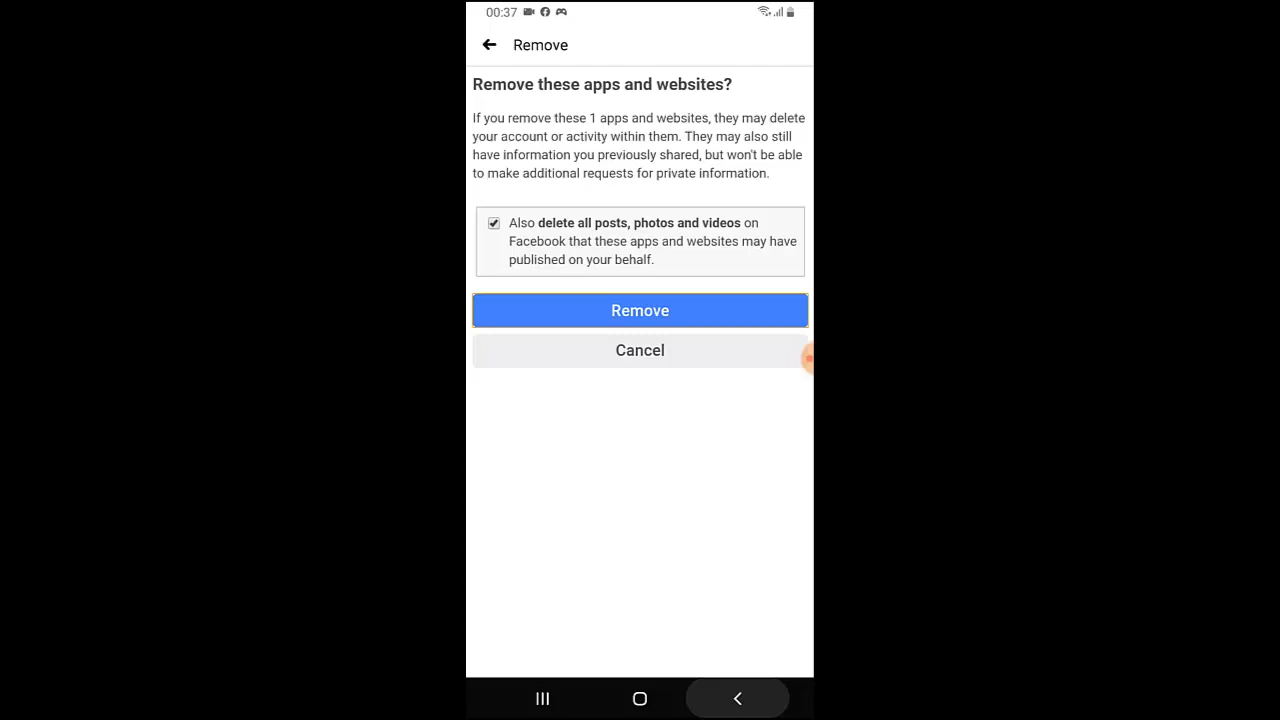 00:37
Remove
Remove these apps and websites?
If you remove these 1 apps and websites, they may delete
your account or activity within them. They may also still
have information you previously shared, but won't be able
to make additional requests for private information.
Also delete all posts, photos and videos on
Facebook that these apps and websites may have
published on your behalf.
Remove
Cancel